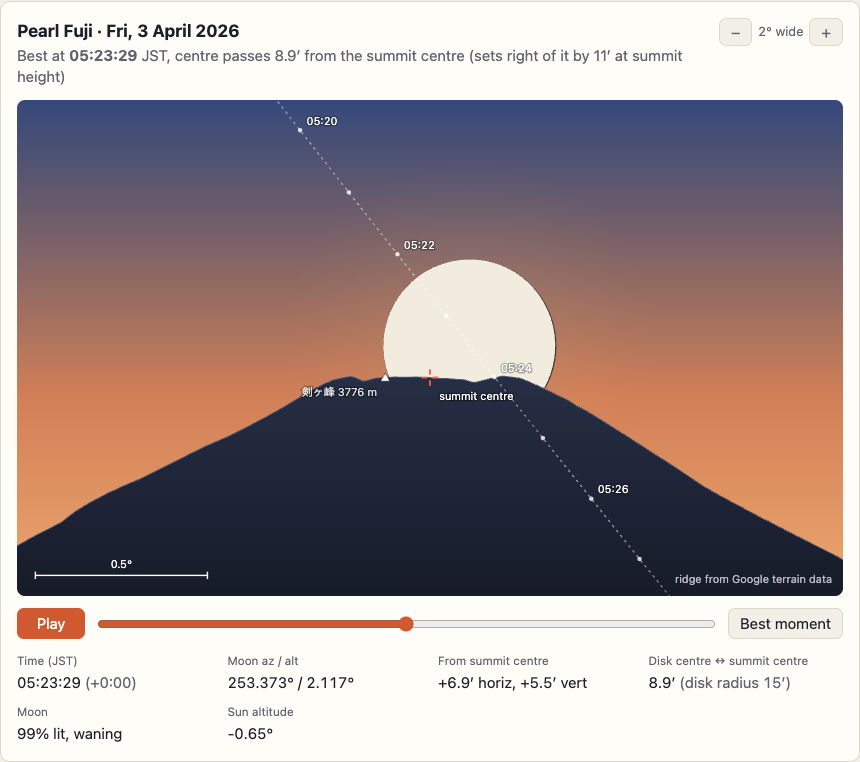 Pearl Fuji · Fri, 3 April 2026
− 2° wide +
Best at 05:23:29 JST, centre passes 8.9′ from the summit centre (sets right of it by 11′ at summit
height)
05:20
05:22
05:24
剣ヶ峰 3776 m
summit centre
05:26
0.5°
ridge from Google terrain data
Play
Best moment
Time (JST)
05:23:29 (+0:00)
Moon az / alt
253.373° / 2.117°
From summit centre
+6.9′ horiz, +5.5′ vert
Disk centre ↔ summit centre
8.9′ (disk radius 15′)
Moon
99% lit, waning
Sun altitude
-0.65°